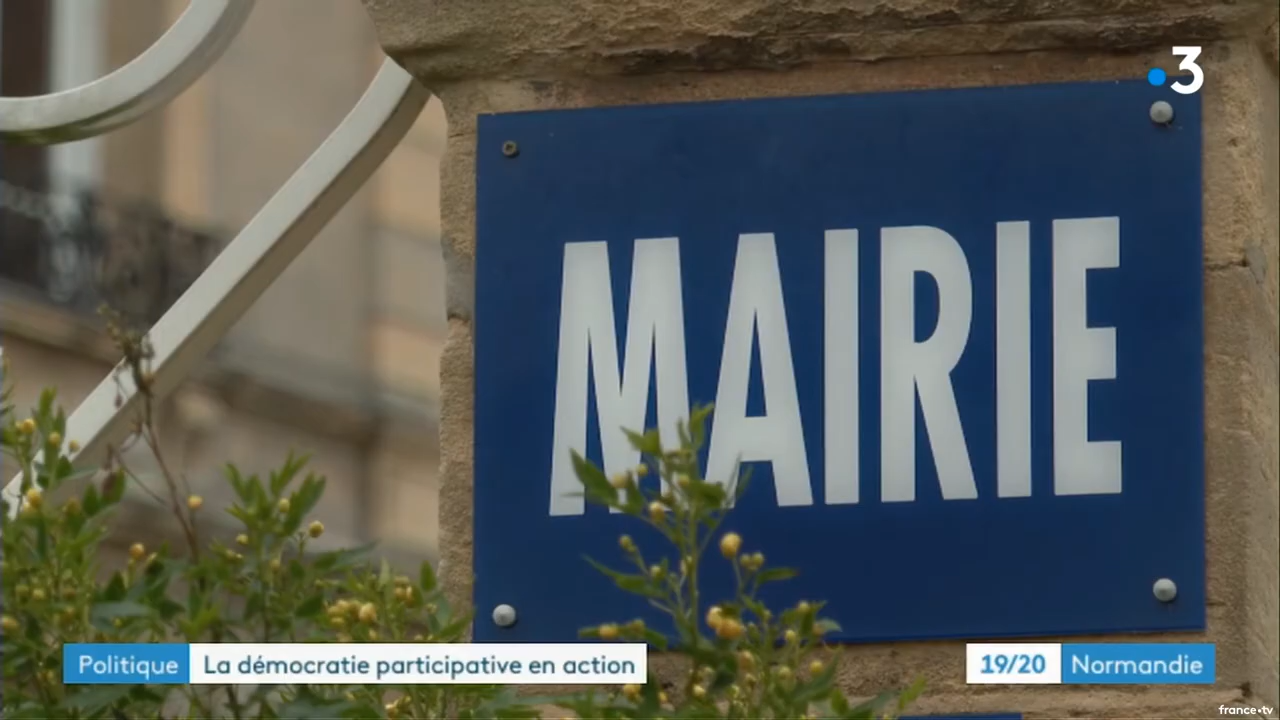 3
MAIRIE
Politique La démocratie participative en action
19/20 Normandie
france•tv